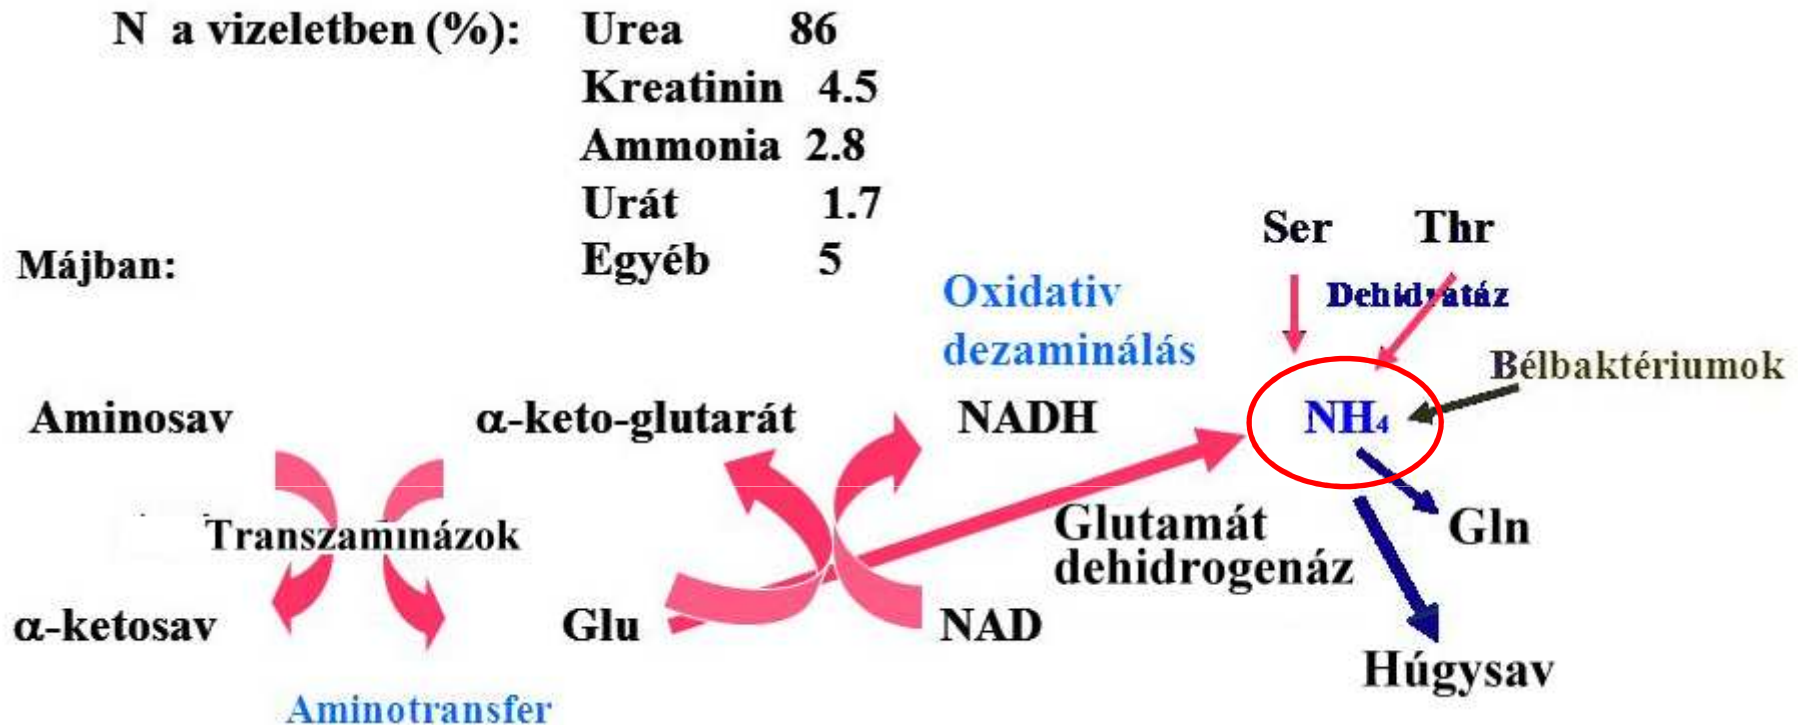 N a vizeletben (%): Urea 86
Kreatinin 4.5
Ammonia 2.8
Urát 1.7
Egyéb 5
Májban:
Ser Thr
Oxidativ
dezaminálás
Dehidratáz
Bélbaktériumok
Aminosav α-keto-glutarát NADH NH₄
Transzaminázok
Glutamát
dehidrogenáz
Gln
α-ketosav Glu NAD
Húgysav
Aminotransfer